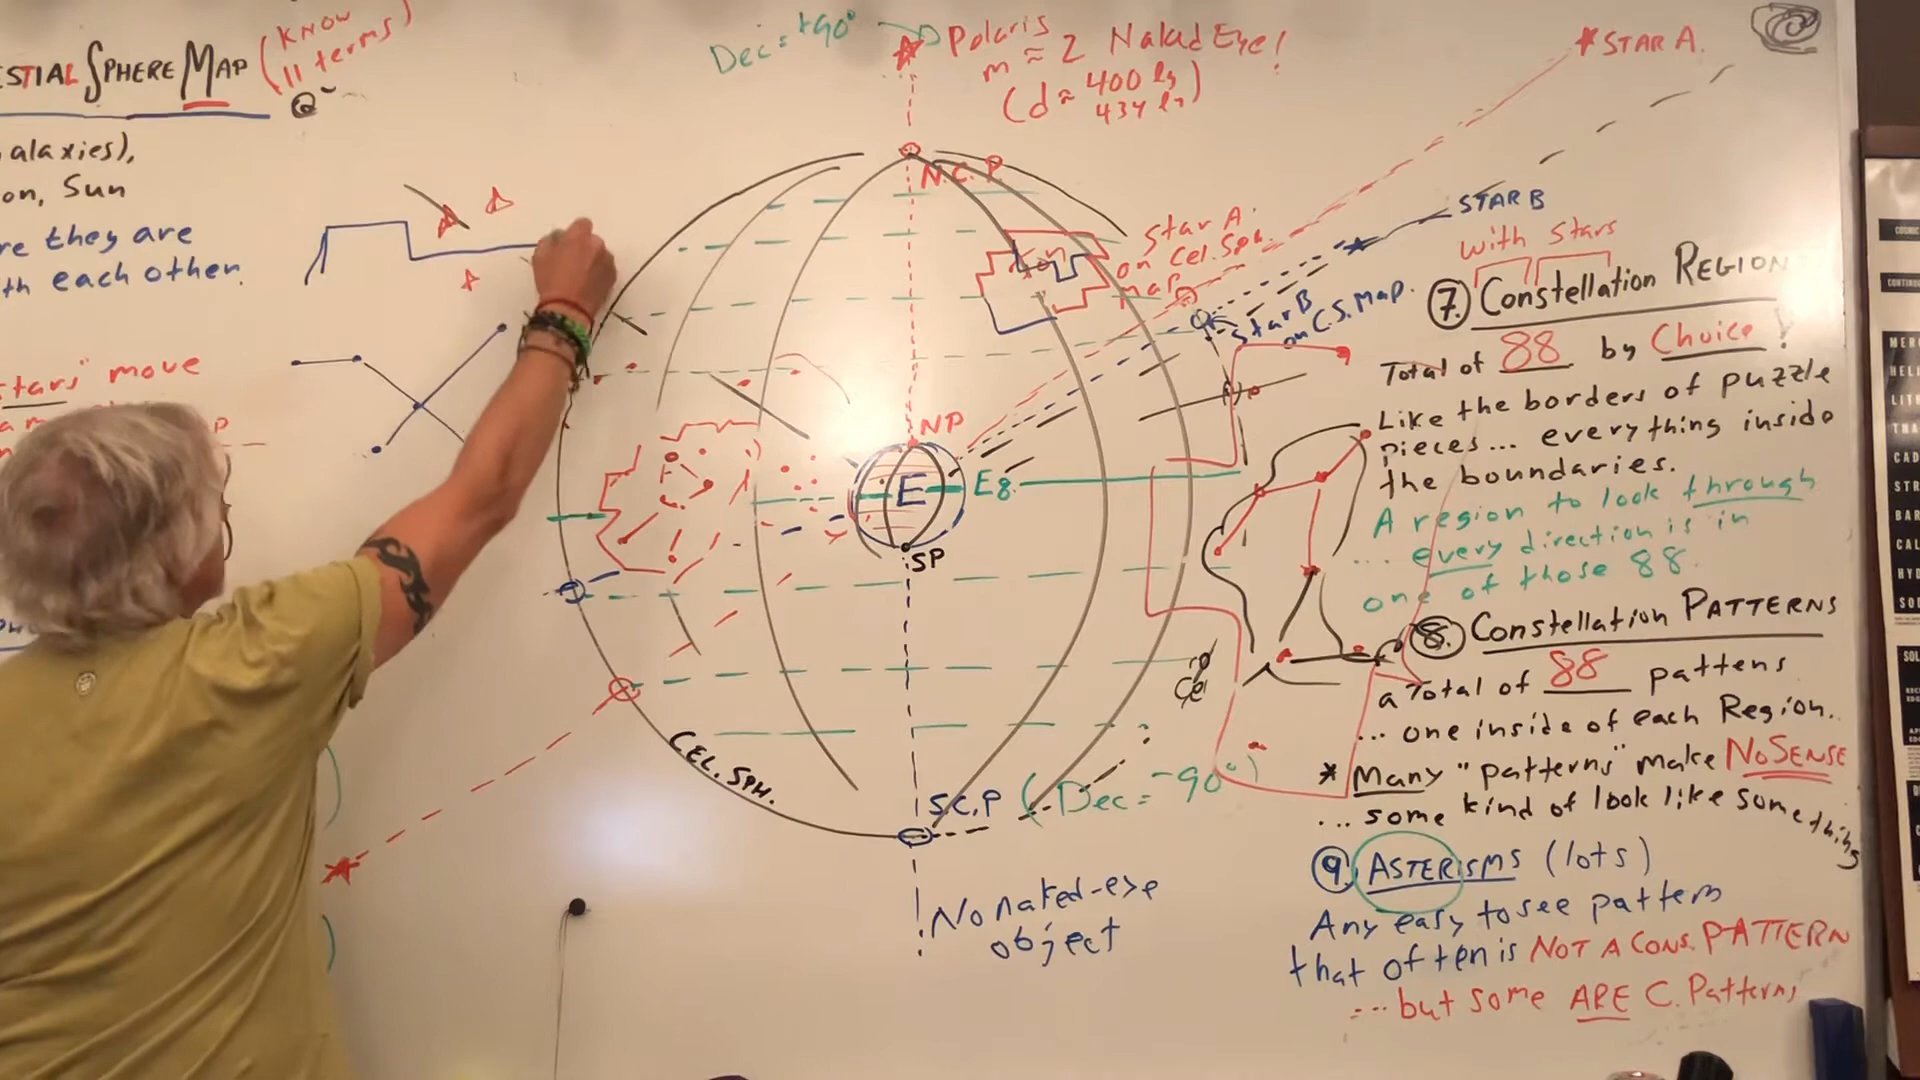 ESTIAL SPHERE MAP
(KNOW
11 terms)
alaxies),
on, Sun
re they are
th each other.
stars" move
Dec = +90°
Polaris
m ≈ 2 Naked Eye!
(d ≈ 400 ly
434 ly)
STAR A.
N.C.P.
STAR B
Star A
on Cel. Sph.
map
Star B
on C.S. Map.
NP
E
Eq.
SP
CEL. SPH.
S.C.P
(Dec = -90°)
No naked-eye
object
with stars
7. Constellation REGION
Total of 88 by Choice!
Like the borders of puzzle
pieces... everything inside
the boundaries.
A region to look through
... every direction is in
one of those 88.
8. Constellation PATTERNS
a Total of 88 pattens
... one inside of each Region.
* Many "patterns" make NO SENSE
... some kind of look like something
9. ASTERISMS (lots)
Any easy to see pattern
that often is NOT A CONS. PATTERN
... but some ARE C. Patterns